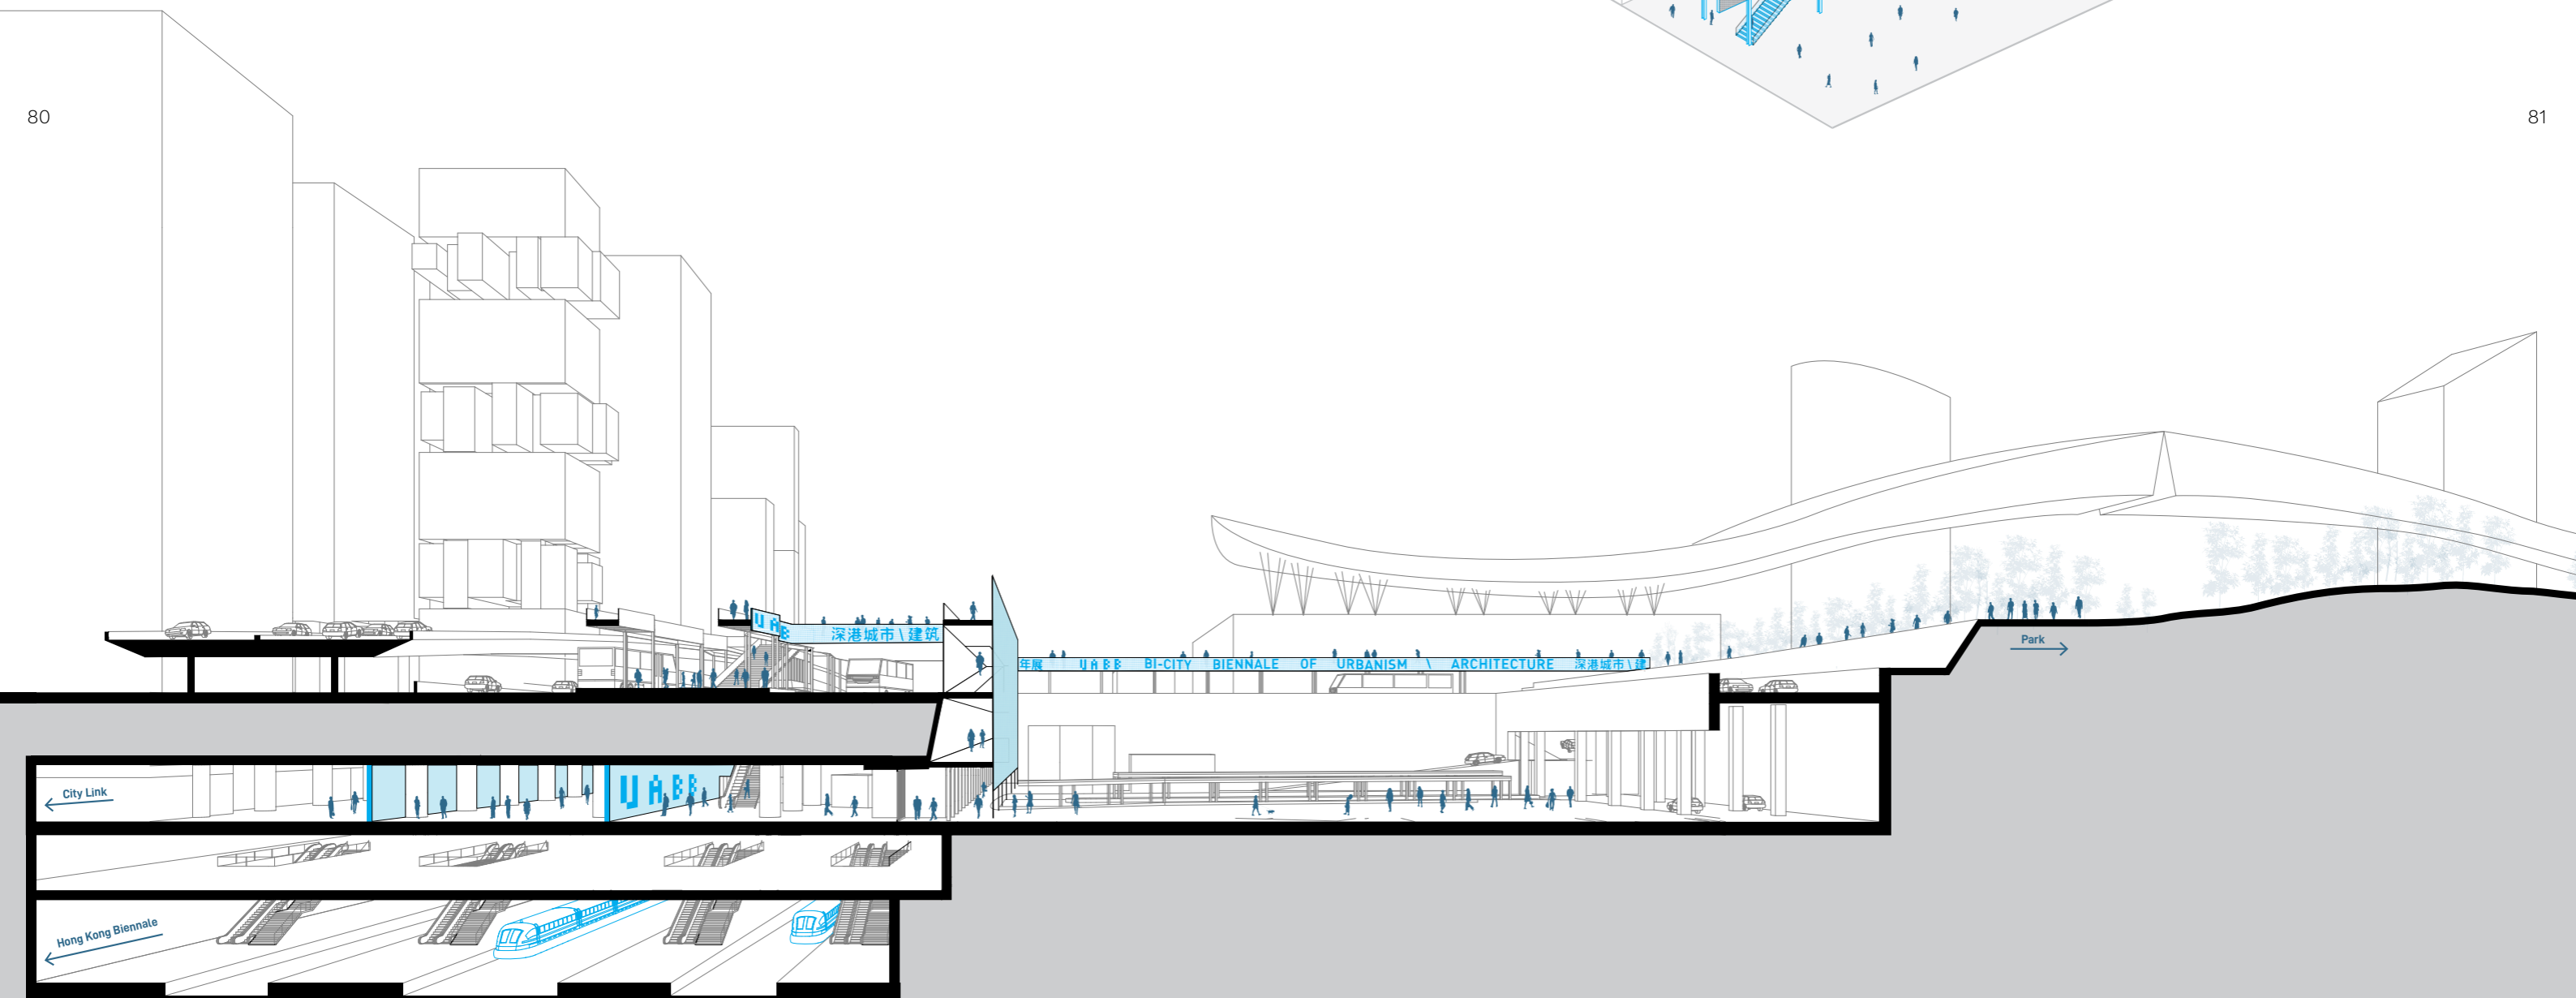 80
81
UAB
深港城市\建筑
年展 UABB BI-CITY BIENNALE OF URBANISM \ ARCHITECTURE 深港城市\建
Park
City Link
UABB
Hong Kong Biennale